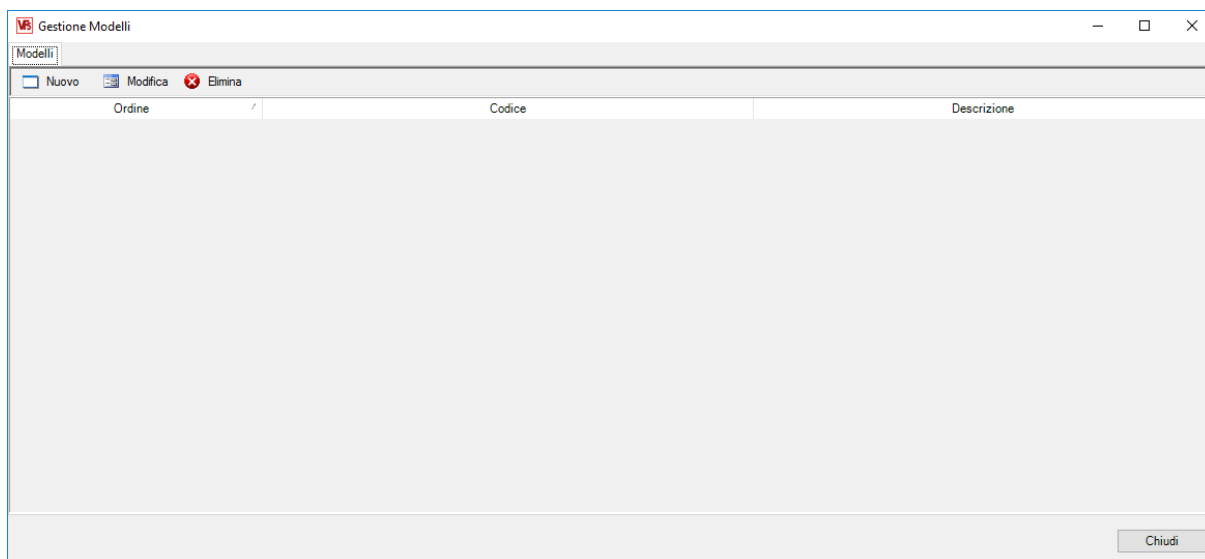 Gestione Modelli
Modelli
Nuovo Modifica Elimina
Ordine Codice Descrizione
Chiudi